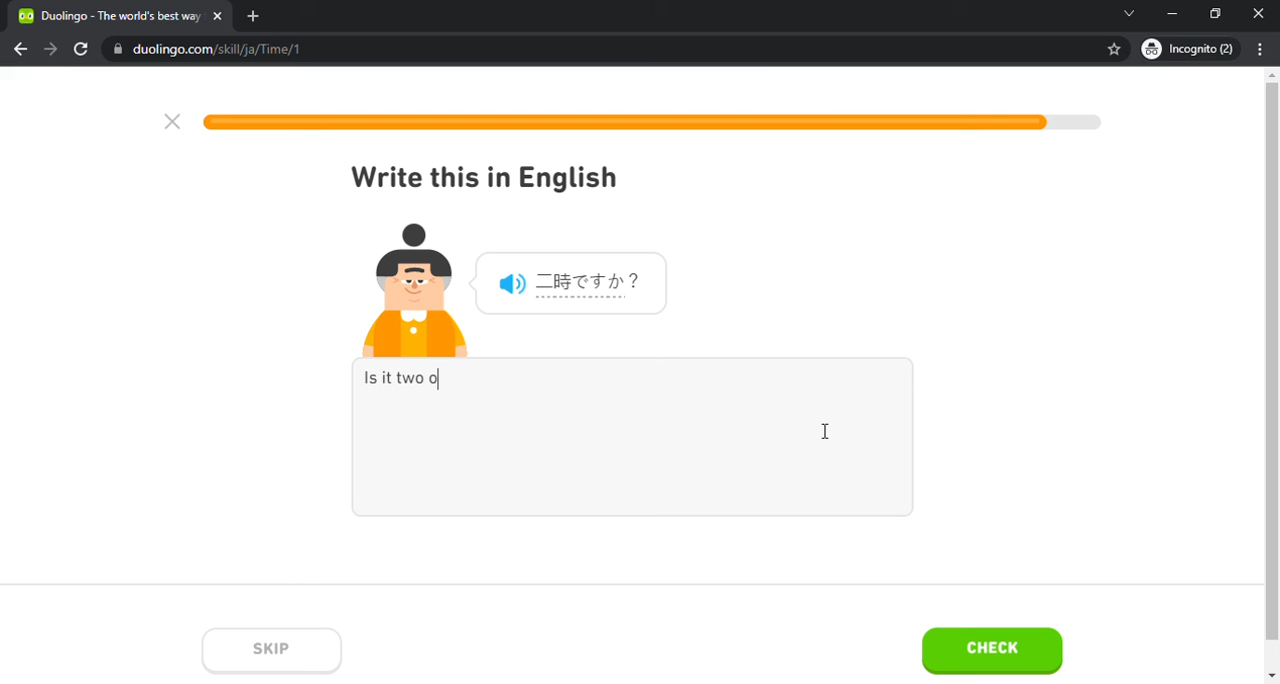 Duolingo - The world's best way
duolingo.com/skill/ja/Time/1
Incognito (2)
Write this in English
二時ですか？
Is it two o
SKIP
CHECK